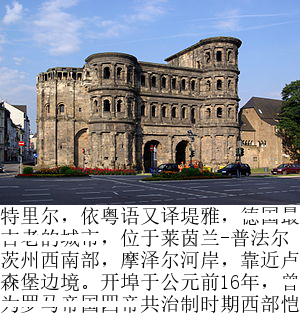 特里尔，依粤语又译堤雅，德国最
古老的城市，位于莱茵兰-普法尔
茨州西南部，摩泽尔河岸，靠近卢
森堡边境。开埠于公元前16年，曾
为罗马帝国四帝共治制时期西部恺